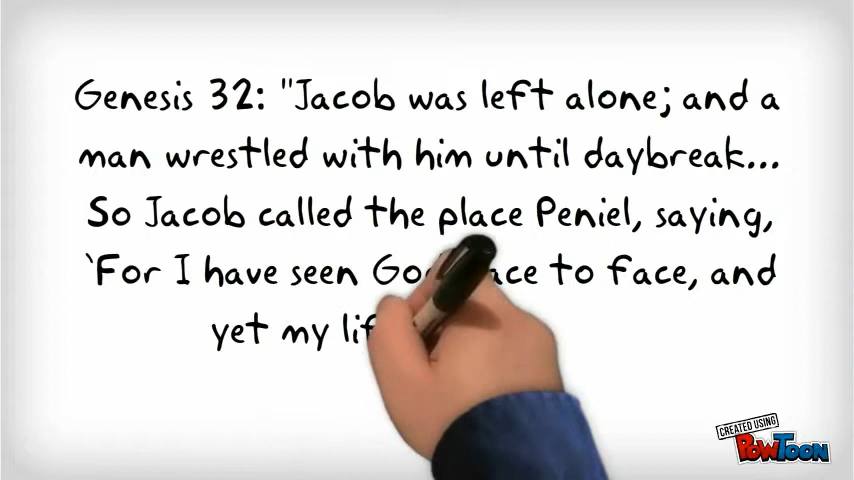 Genesis 32: "Jacob was left alone; and a
man wrestled with him until daybreak...
So Jacob called the place Peniel, saying,
`For I have seen to face, and
yet my
CREATED USING
POWTOON